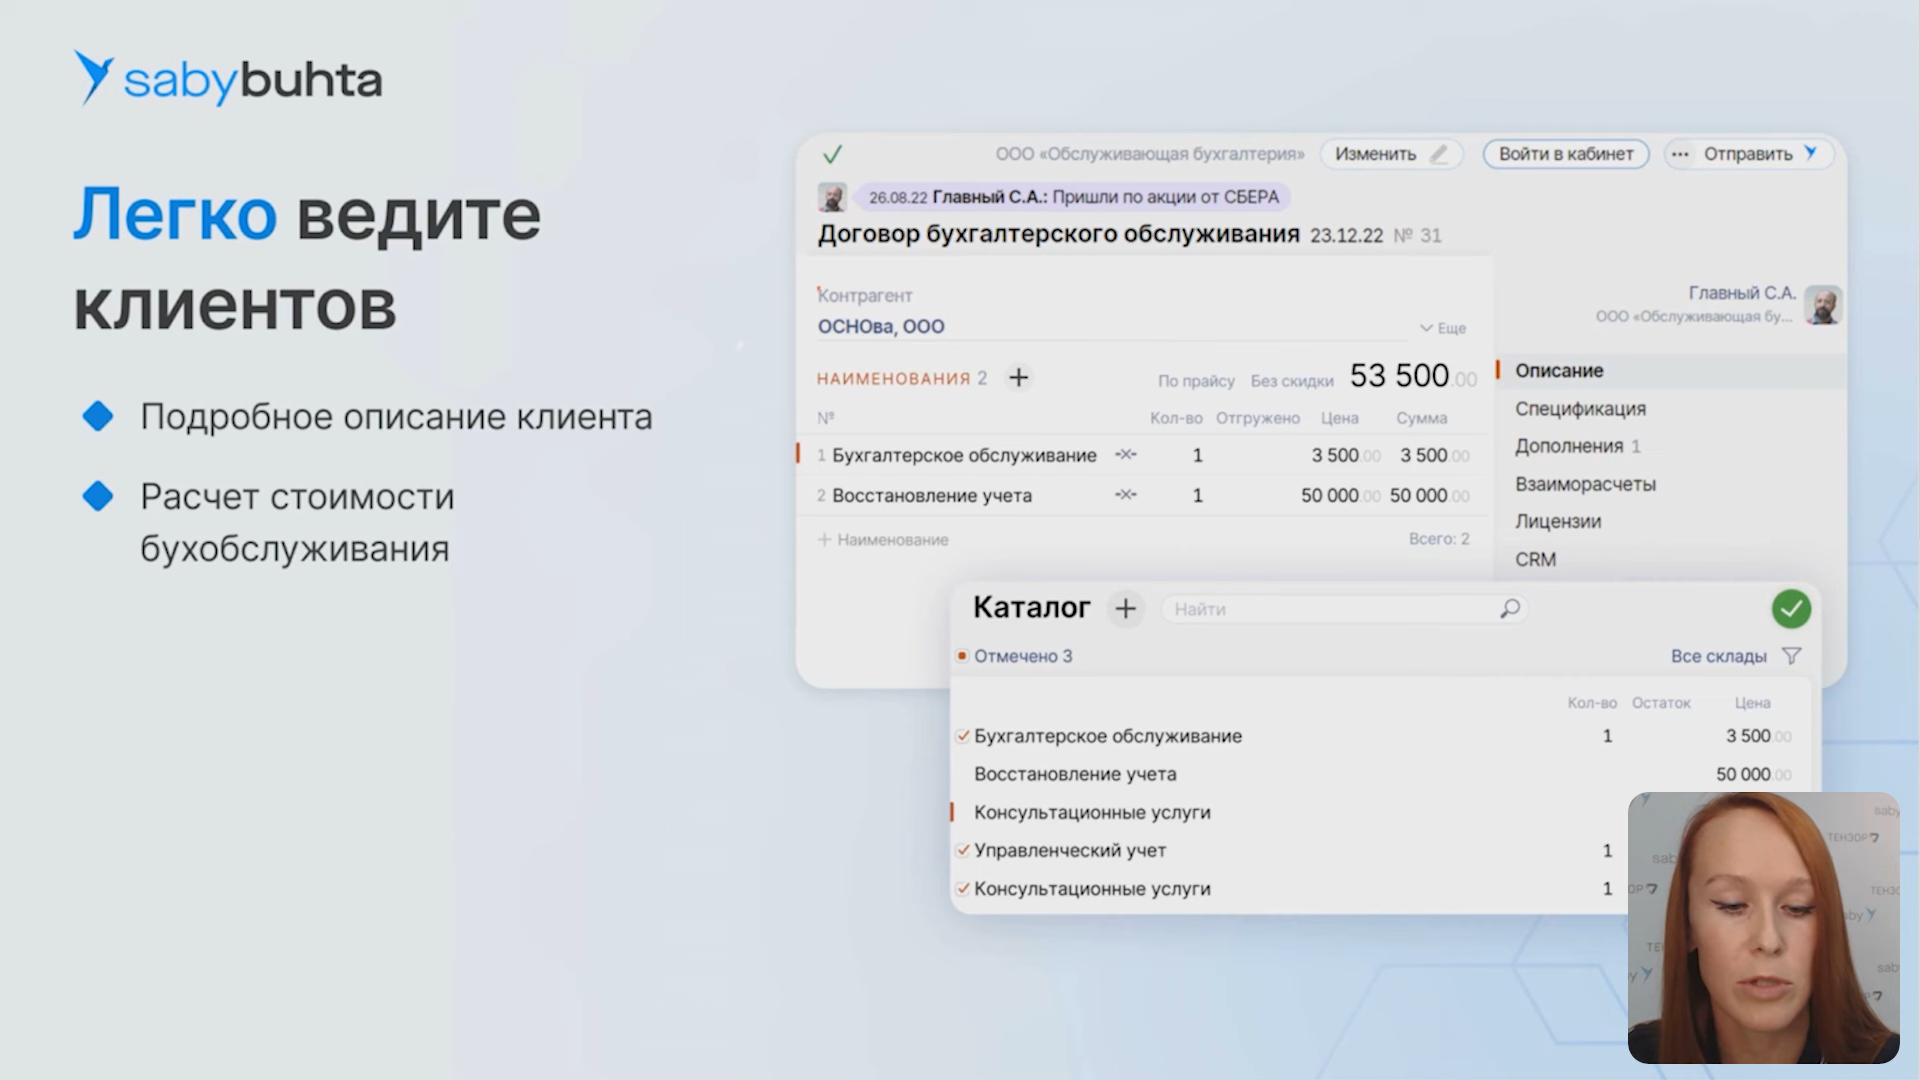 sabybuhta
Легко ведите
клиентов
Подробное описание клиента
Расчет стоимости
бухобслуживания
ООО «Обслуживающая бухгалтерия» Изменить Войти в кабинет ••• Отправить
26.08.22 Главный С.А.: Пришли по акции от СБЕРА
Договор бухгалтерского обслуживания 23.12.22 № 31
Контрагент
ОСНОва, ООО
Еще
Главный С.А.
ООО «Обслуживающая бу...
НАИМЕНОВАНИЯ 2 + По прайсу Без скидки 53 500.00
№ Кол-во Отгружено Цена Сумма
1 Бухгалтерское обслуживание 1 3 500.00 3 500.00
2 Восстановление учета 1 50 000.00 50 000.00
+ Наименование Всего: 2
Описание
Спецификация
Дополнения 1
Взаиморасчеты
Лицензии
CRM
Каталог + Найти
Отмечено 3 Все склады
Кол-во Остаток Цена
Бухгалтерское обслуживание 1 3 500.00
Восстановление учета 50 000.00
Консультационные услуги
Управленческий учет 1
Консультационные услуги 1
saby
ТЕНЗОР